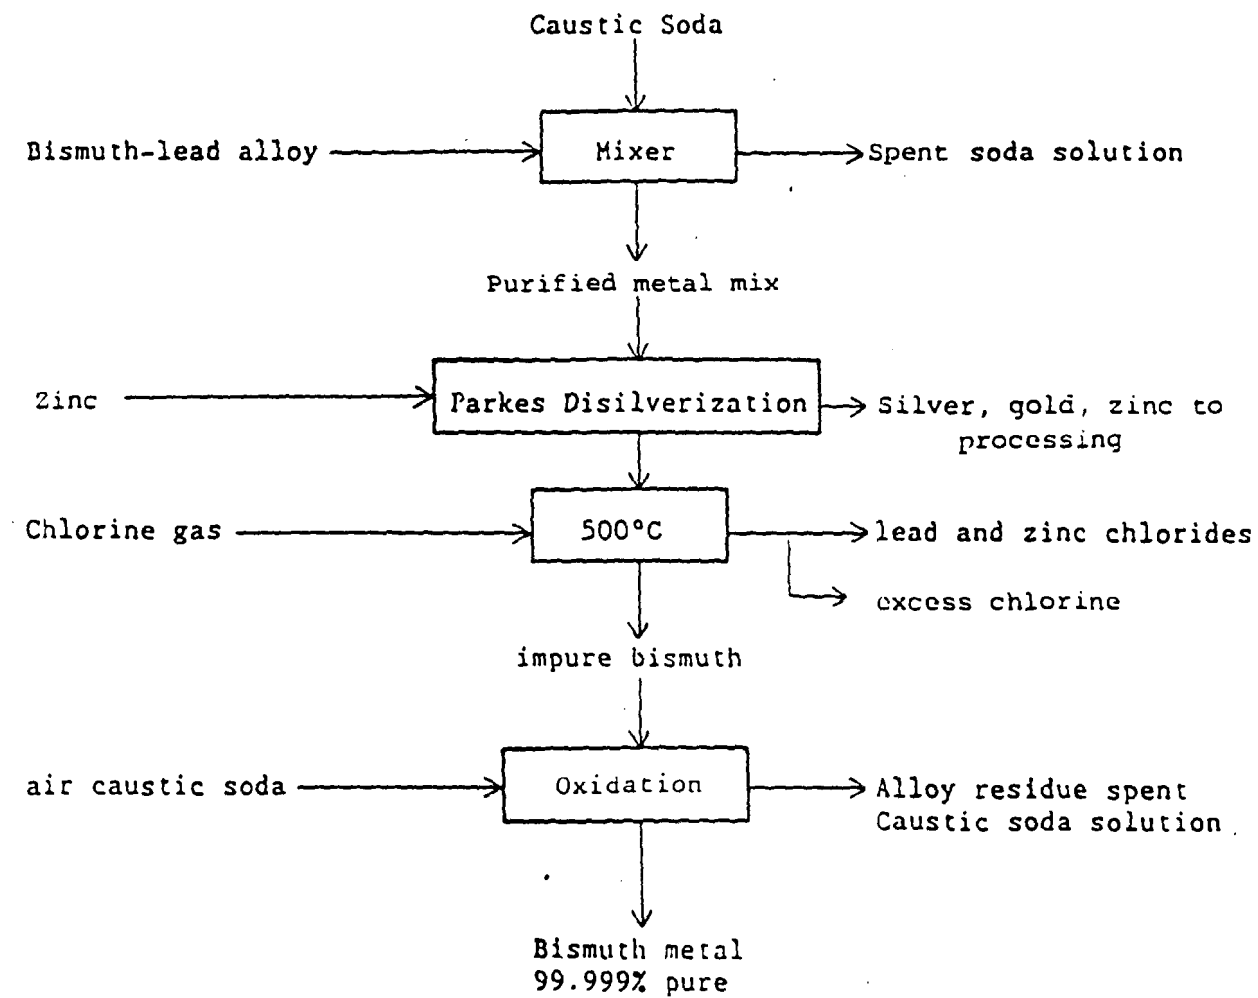 Caustic Soda
Bismuth-lead alloy
Mixer
Spent soda solution
Purified metal mix
Zinc
Parkes Disilverization
Silver, gold, zinc to
processing
Chlorine gas
500°C
lead and zinc chlorides
excess chlorine
impure bismuth
air caustic soda
Oxidation
Alloy residue spent
Caustic soda solution
Bismuth metal
99.999% pure